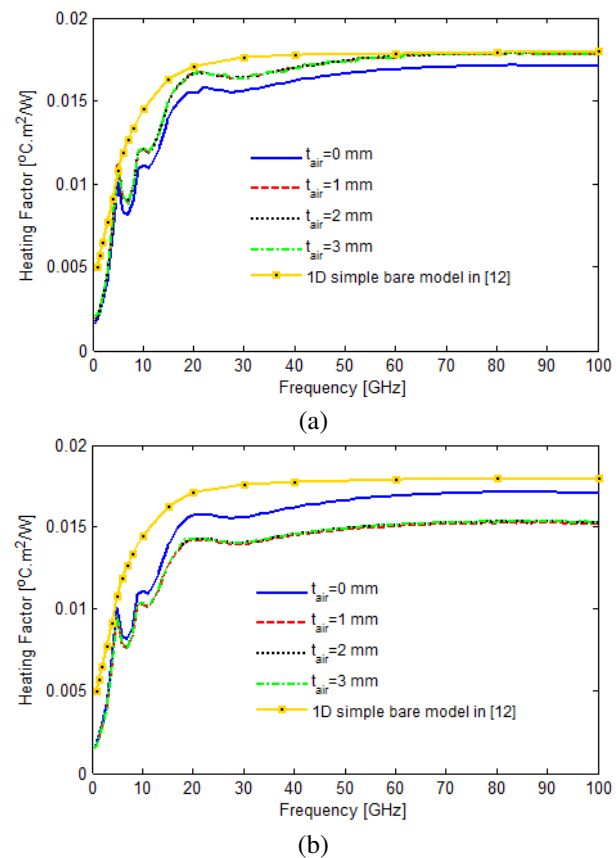 0.02
0.015
0.01
0.005
0
Heating Factor [°C.m²/W]
t_air=0 mm
t_air=1 mm
t_air=2 mm
t_air=3 mm
1D simple bare model in [12]
0 10 20 30 40 50 60 70 80 90 100
Frequency [GHz]
(a)
0.02
0.015
0.01
0.005
0
Heating Factor [°C.m²/W]
t_air=0 mm
t_air=1 mm
t_air=2 mm
t_air=3 mm
1D simple bare model in [12]
0 10 20 30 40 50 60 70 80 90 100
Frequency [GHz]
(b)